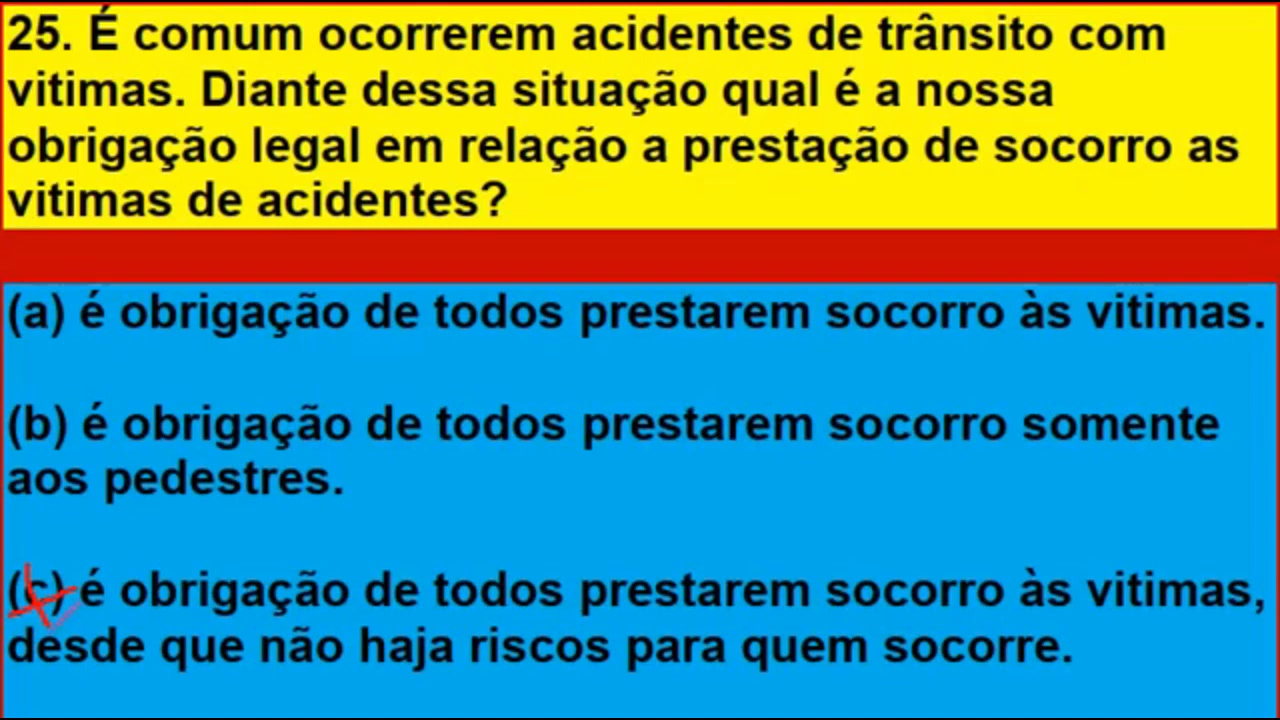 25. É comum ocorrerem acidentes de trânsito com
vitimas. Diante dessa situação qual é a nossa
obrigação legal em relação a prestação de socorro as
vitimas de acidentes?
(a) é obrigação de todos prestarem socorro às vitimas.
(b) é obrigação de todos prestarem socorro somente
aos pedestres.
(c) é obrigação de todos prestarem socorro às vitimas,
desde que não haja riscos para quem socorre.